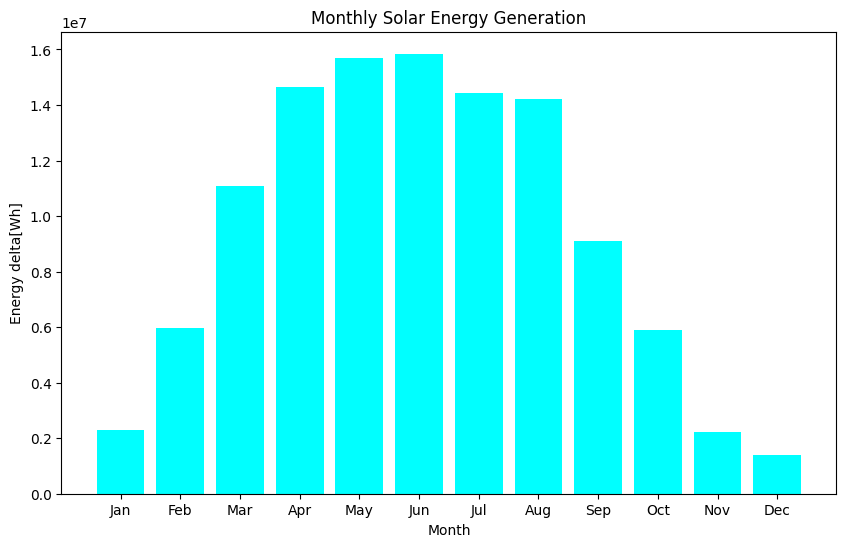 Monthly Solar Energy Generation
1e7
1.6
1.4
1.2
1.0
0.8
0.6
0.4
0.2
0.0
Energy delta[Wh]
Jan Feb Mar Apr May Jun Jul Aug Sep Oct Nov Dec
Month